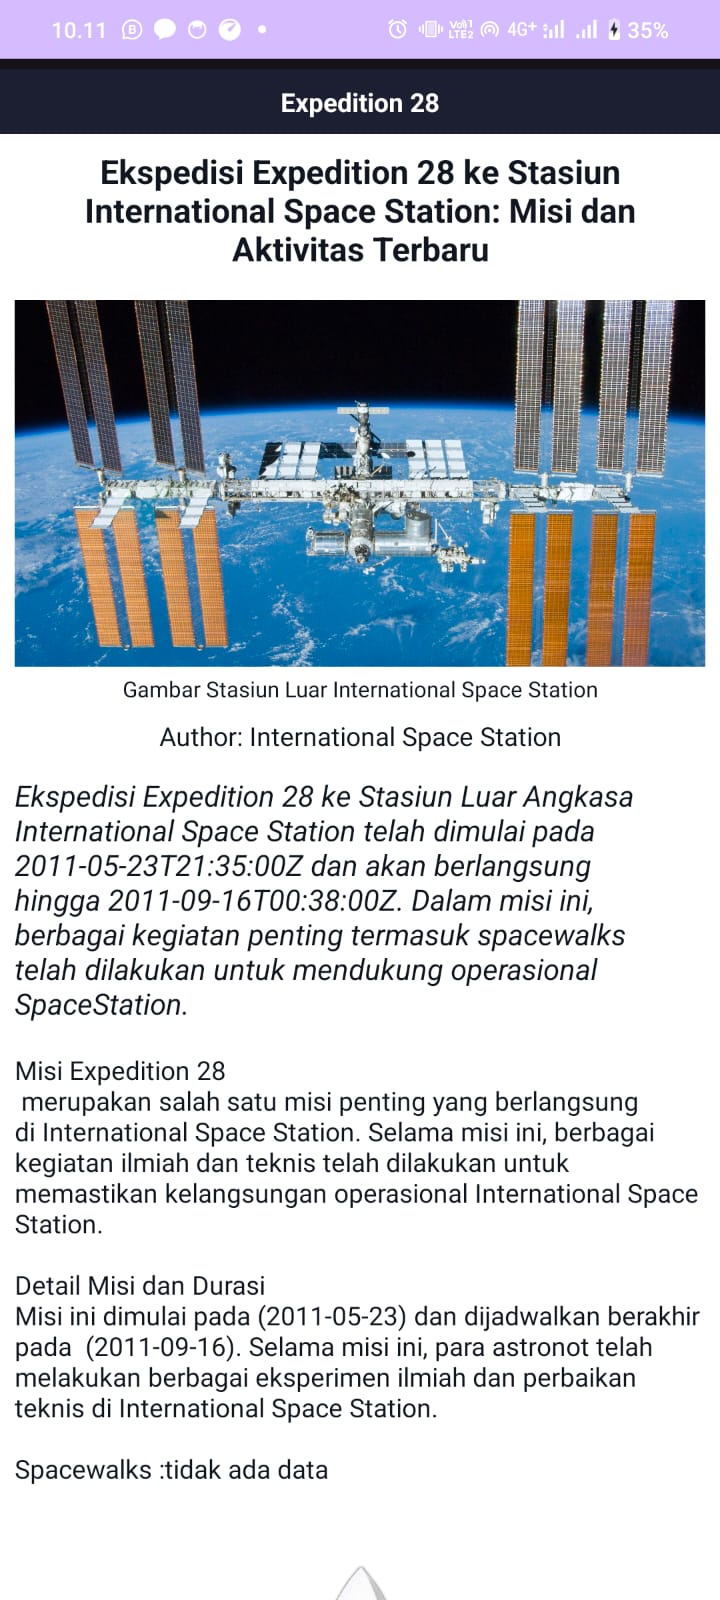 10.11 4G+ 35%
VoI1
LTE2
Expedition 28
Ekspedisi Expedition 28 ke Stasiun
International Space Station: Misi dan
Aktivitas Terbaru
Gambar Stasiun Luar International Space Station
Author: International Space Station
Ekspedisi Expedition 28 ke Stasiun Luar Angkasa
International Space Station telah dimulai pada
2011-05-23T21:35:00Z dan akan berlangsung
hingga 2011-09-16T00:38:00Z. Dalam misi ini,
berbagai kegiatan penting termasuk spacewalks
telah dilakukan untuk mendukung operasional
SpaceStation.
Misi Expedition 28
merupakan salah satu misi penting yang berlangsung
di International Space Station. Selama misi ini, berbagai
kegiatan ilmiah dan teknis telah dilakukan untuk
memastikan kelangsungan operasional International Space
Station.
Detail Misi dan Durasi
Misi ini dimulai pada (2011-05-23) dan dijadwalkan berakhir
pada  (2011-09-16). Selama misi ini, para astronot telah
melakukan berbagai eksperimen ilmiah dan perbaikan
teknis di International Space Station.
Spacewalks :tidak ada data